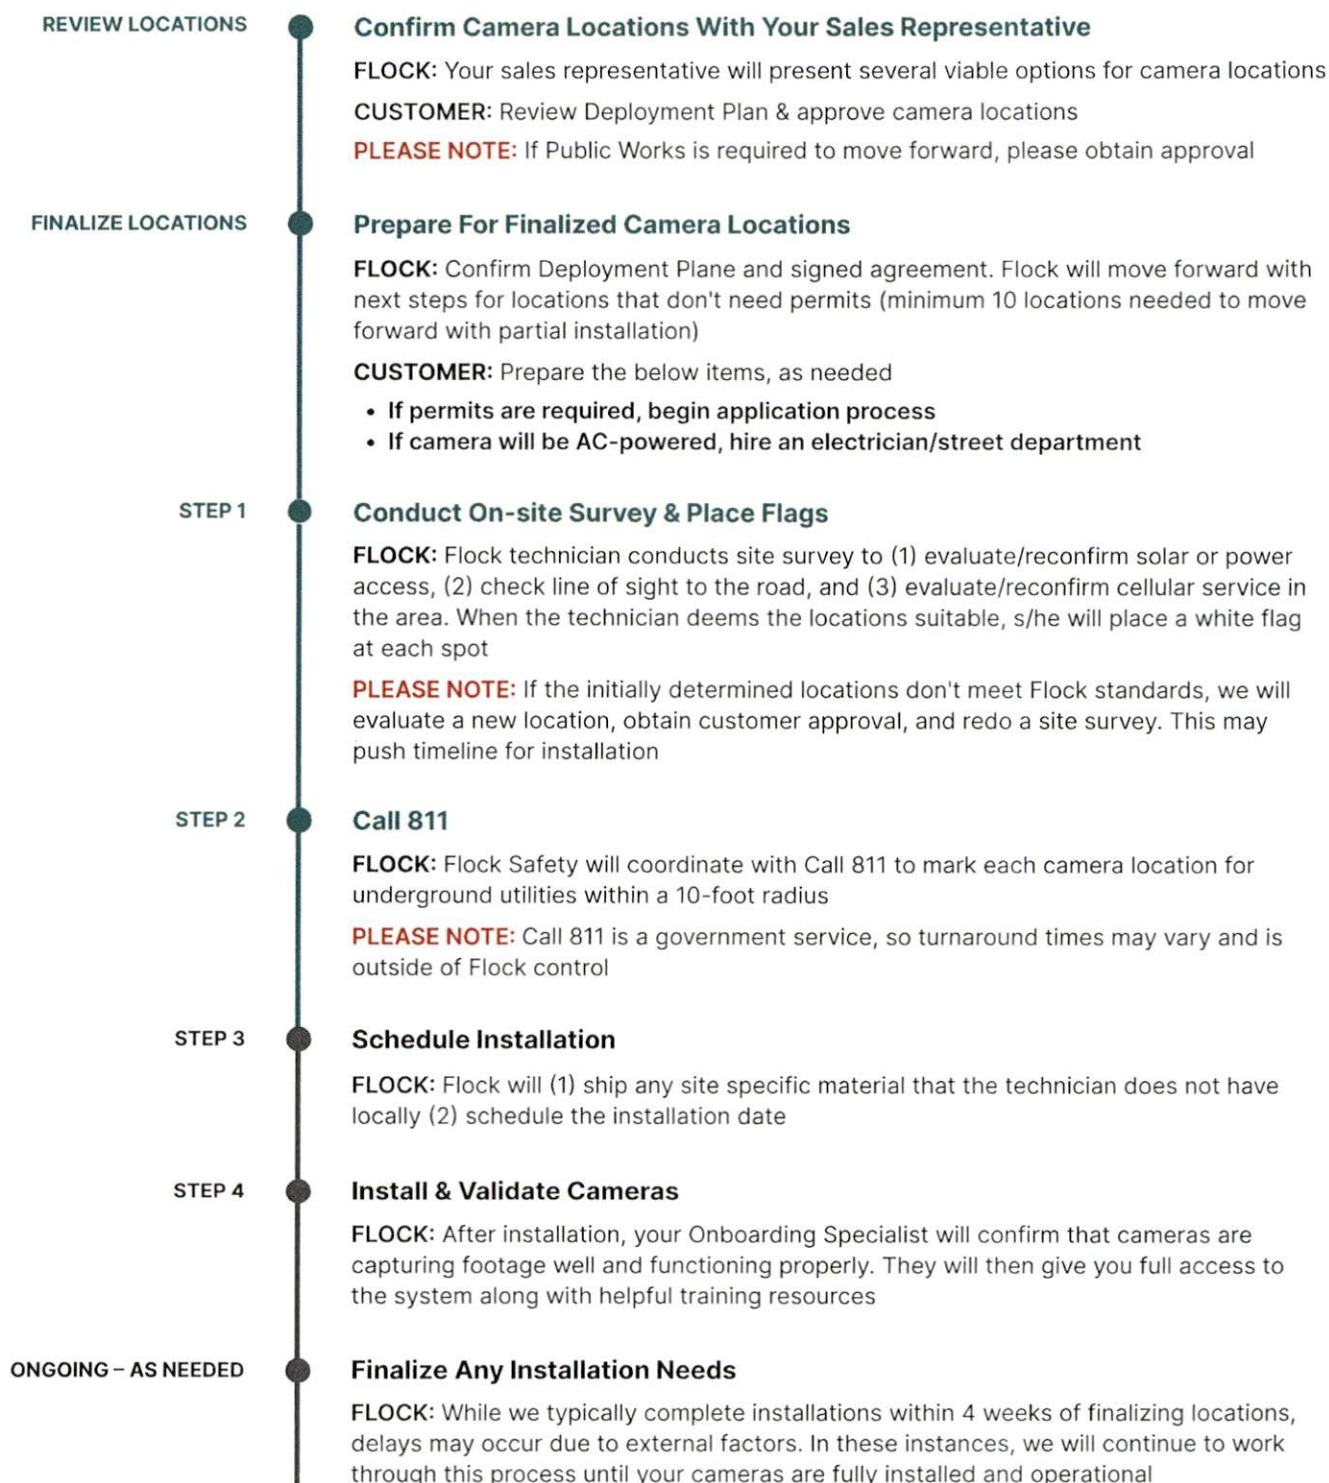 REVIEW LOCATIONS
Confirm Camera Locations With Your Sales Representative
FLOCK: Your sales representative will present several viable options for camera locations
CUSTOMER: Review Deployment Plan & approve camera locations
PLEASE NOTE: If Public Works is required to move forward, please obtain approval
FINALIZE LOCATIONS
Prepare For Finalized Camera Locations
FLOCK: Confirm Deployment Plane and signed agreement. Flock will move forward with
next steps for locations that don't need permits (minimum 10 locations needed to move
forward with partial installation)
CUSTOMER: Prepare the below items, as needed
• If permits are required, begin application process
• If camera will be AC-powered, hire an electrician/street department
STEP 1
Conduct On-site Survey & Place Flags
FLOCK: Flock technician conducts site survey to (1) evaluate/reconfirm solar or power
access, (2) check line of sight to the road, and (3) evaluate/reconfirm cellular service in
the area. When the technician deems the locations suitable, s/he will place a white flag
at each spot
PLEASE NOTE: If the initially determined locations don't meet Flock standards, we will
evaluate a new location, obtain customer approval, and redo a site survey. This may
push timeline for installation
STEP 2
Call 811
FLOCK: Flock Safety will coordinate with Call 811 to mark each camera location for
underground utilities within a 10-foot radius
PLEASE NOTE: Call 811 is a government service, so turnaround times may vary and is
outside of Flock control
STEP 3
Schedule Installation
FLOCK: Flock will (1) ship any site specific material that the technician does not have
locally (2) schedule the installation date
STEP 4
Install & Validate Cameras
FLOCK: After installation, your Onboarding Specialist will confirm that cameras are
capturing footage well and functioning properly. They will then give you full access to
the system along with helpful training resources
ONGOING – AS NEEDED
Finalize Any Installation Needs
FLOCK: While we typically complete installations within 4 weeks of finalizing locations,
delays may occur due to external factors. In these instances, we will continue to work
through this process until your cameras are fully installed and operational